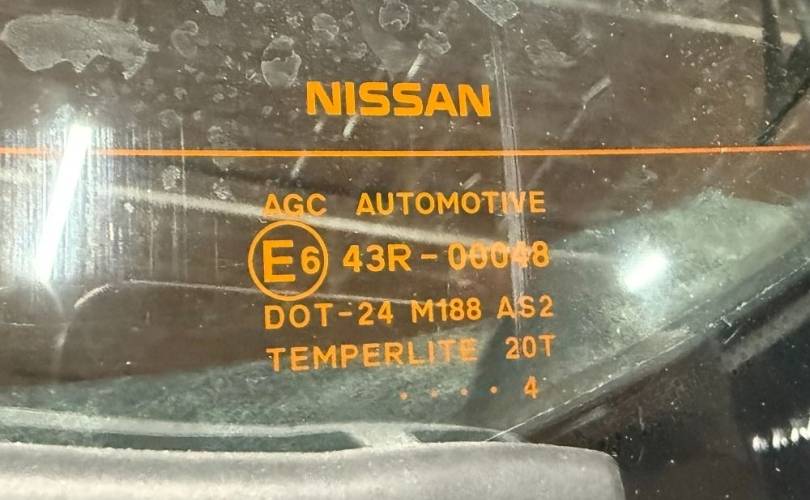 NISSAN
AGC AUTOMOTIVE
E6 43R-00048
DOT-24 M188 AS2
TEMPERLITE 20T
. . . . 4